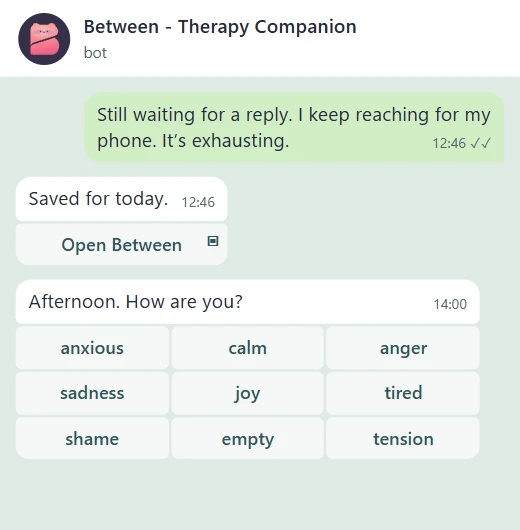 Between - Therapy Companion
bot
Still waiting for a reply. I keep reaching for my
phone. It’s exhausting. 12:46
Saved for today. 12:46
Open Between
Afternoon. How are you? 14:00
anxious calm anger
sadness joy tired
shame empty tension